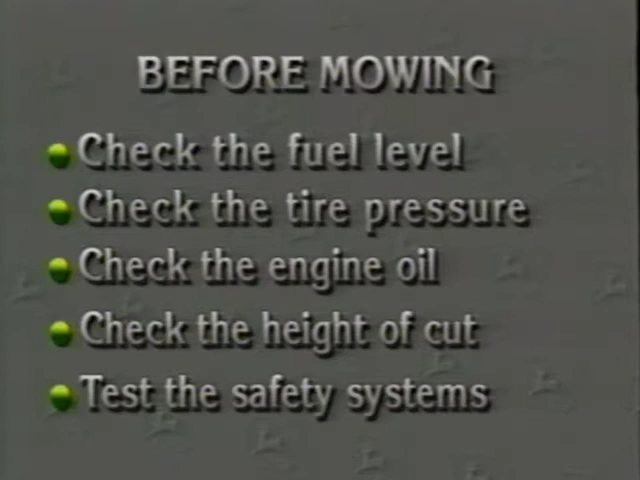 BEFORE MOWING
Check the fuel level
Check the tire pressure
Check the engine oil
Check the height of cut
Test the safety systems